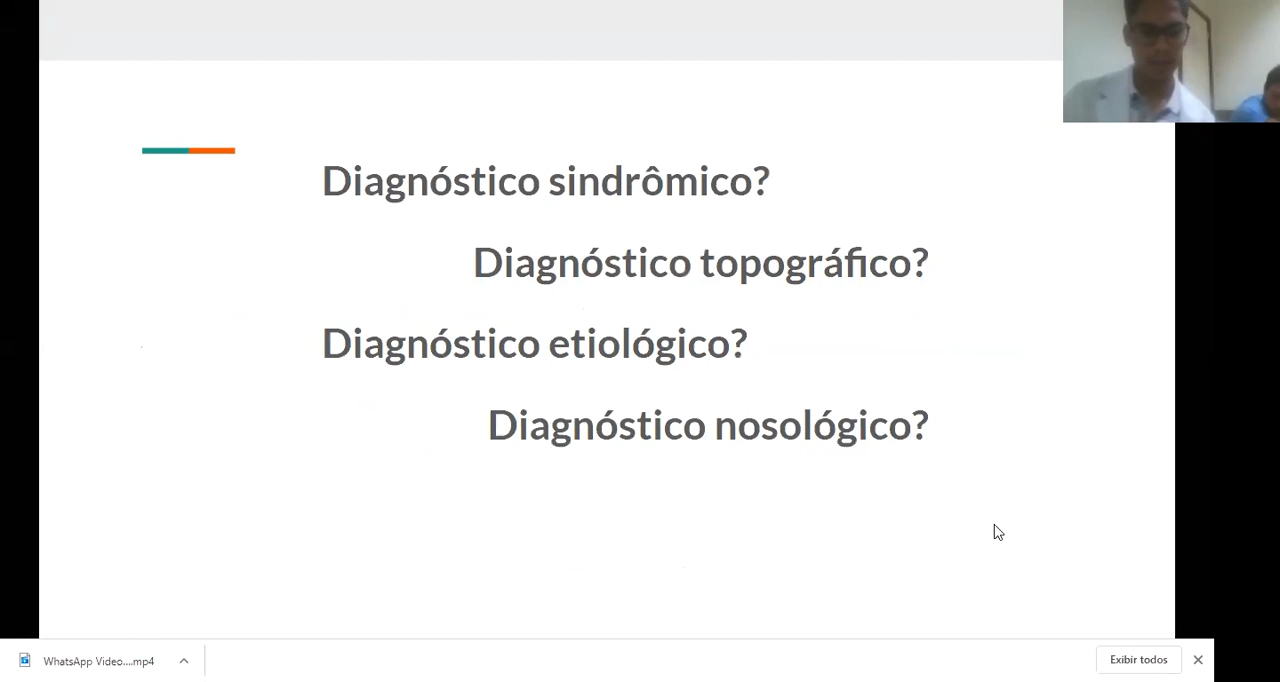 Diagnóstico sindrômico?
Diagnóstico topográfico?
Diagnóstico etiológico?
Diagnóstico nosológico?
WhatsApp Video....mp4
Exibir todos